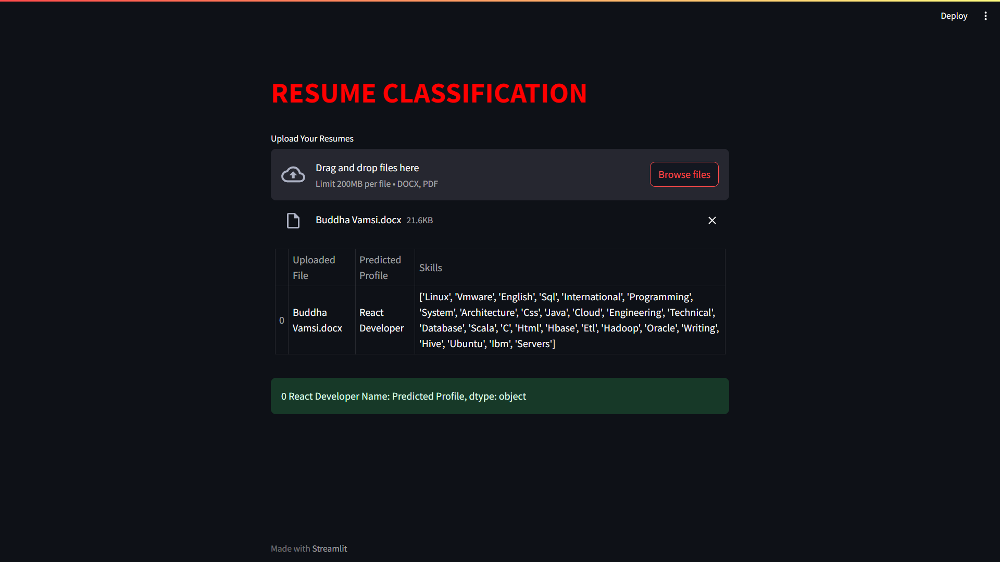 Deploy
RESUME CLASSIFICATION
Upload Your Resumes
Drag and drop files here
Limit 200MB per file • DOCX, PDF
Browse files
Buddha Vamsi.docx 21.6KB
Uploaded File
Predicted Profile
Skills
0
Buddha Vamsi.docx
React Developer
['Linux', 'Vmware', 'English', 'Sql', 'International', 'Programming',
'System', 'Architecture', 'Css', 'Java', 'Cloud', 'Engineering', 'Technical',
'Database', 'Scala', 'C', 'Html', 'Hbase', 'Etl', 'Hadoop', 'Oracle', 'Writing',
'Hive', 'Ubuntu', 'Ibm', 'Servers']
0 React Developer Name: Predicted Profile, dtype: object
Made with Streamlit